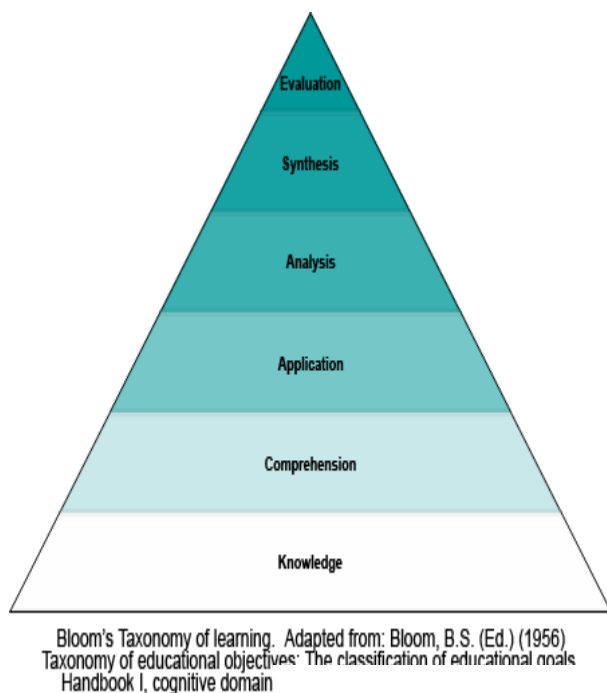 Evaluation
Synthesis
Analysis
Application
Comprehension
Knowledge
Bloom's Taxonomy of learning.  Adapted from: Bloom, B.S. (Ed.) (1956)
Taxonomy of educational objectives: The classification of educational goals
Handbook I, cognitive domain